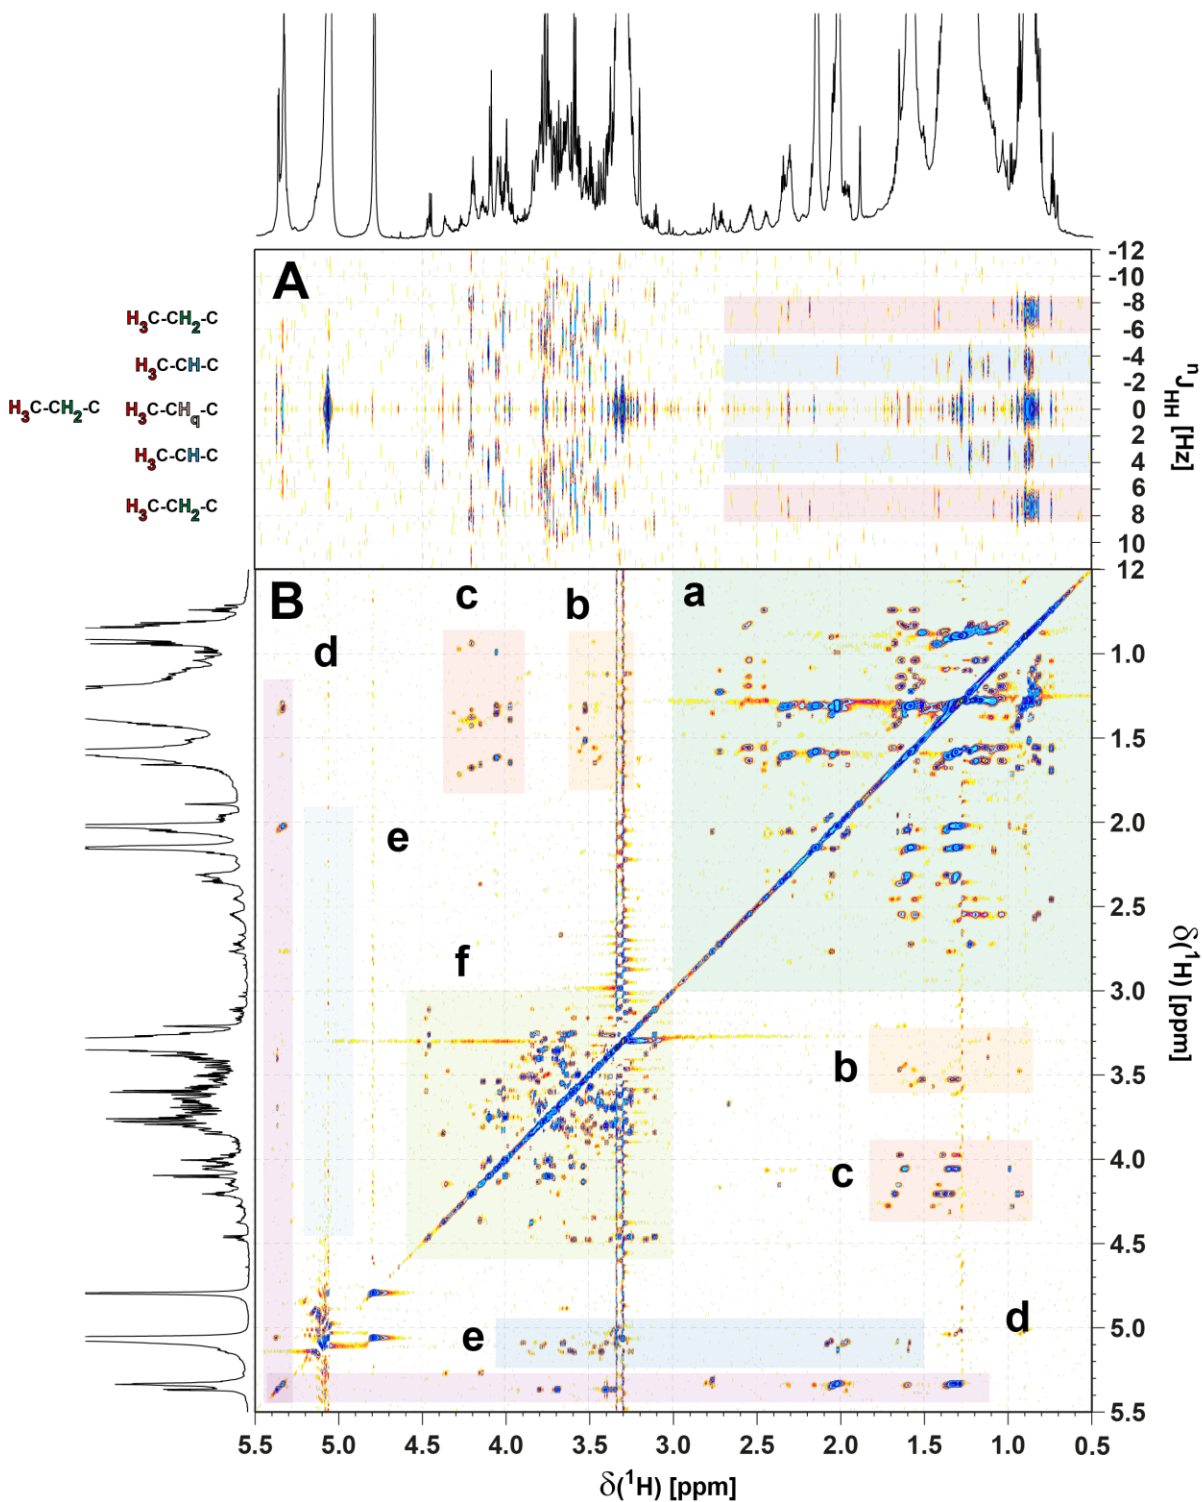 A
-12
-10
-8
-6
-4
-2
0
2
4
6
8
10
12
ⁿJHH [Hz]
H3C-CH2-C
H3C-CH-C
H3C-CH2-C H3C-CHq-C
H3C-CH-C
H3C-CH2-C
B
c
b
a
d
e
f
b
c
e
d
1.0
1.5
2.0
2.5
3.0
3.5
4.0
4.5
5.0
5.5
δ(¹H) [ppm]
5.5 5.0 4.5 4.0 3.5 3.0 2.5 2.0 1.5 1.0 0.5
δ(¹H) [ppm]